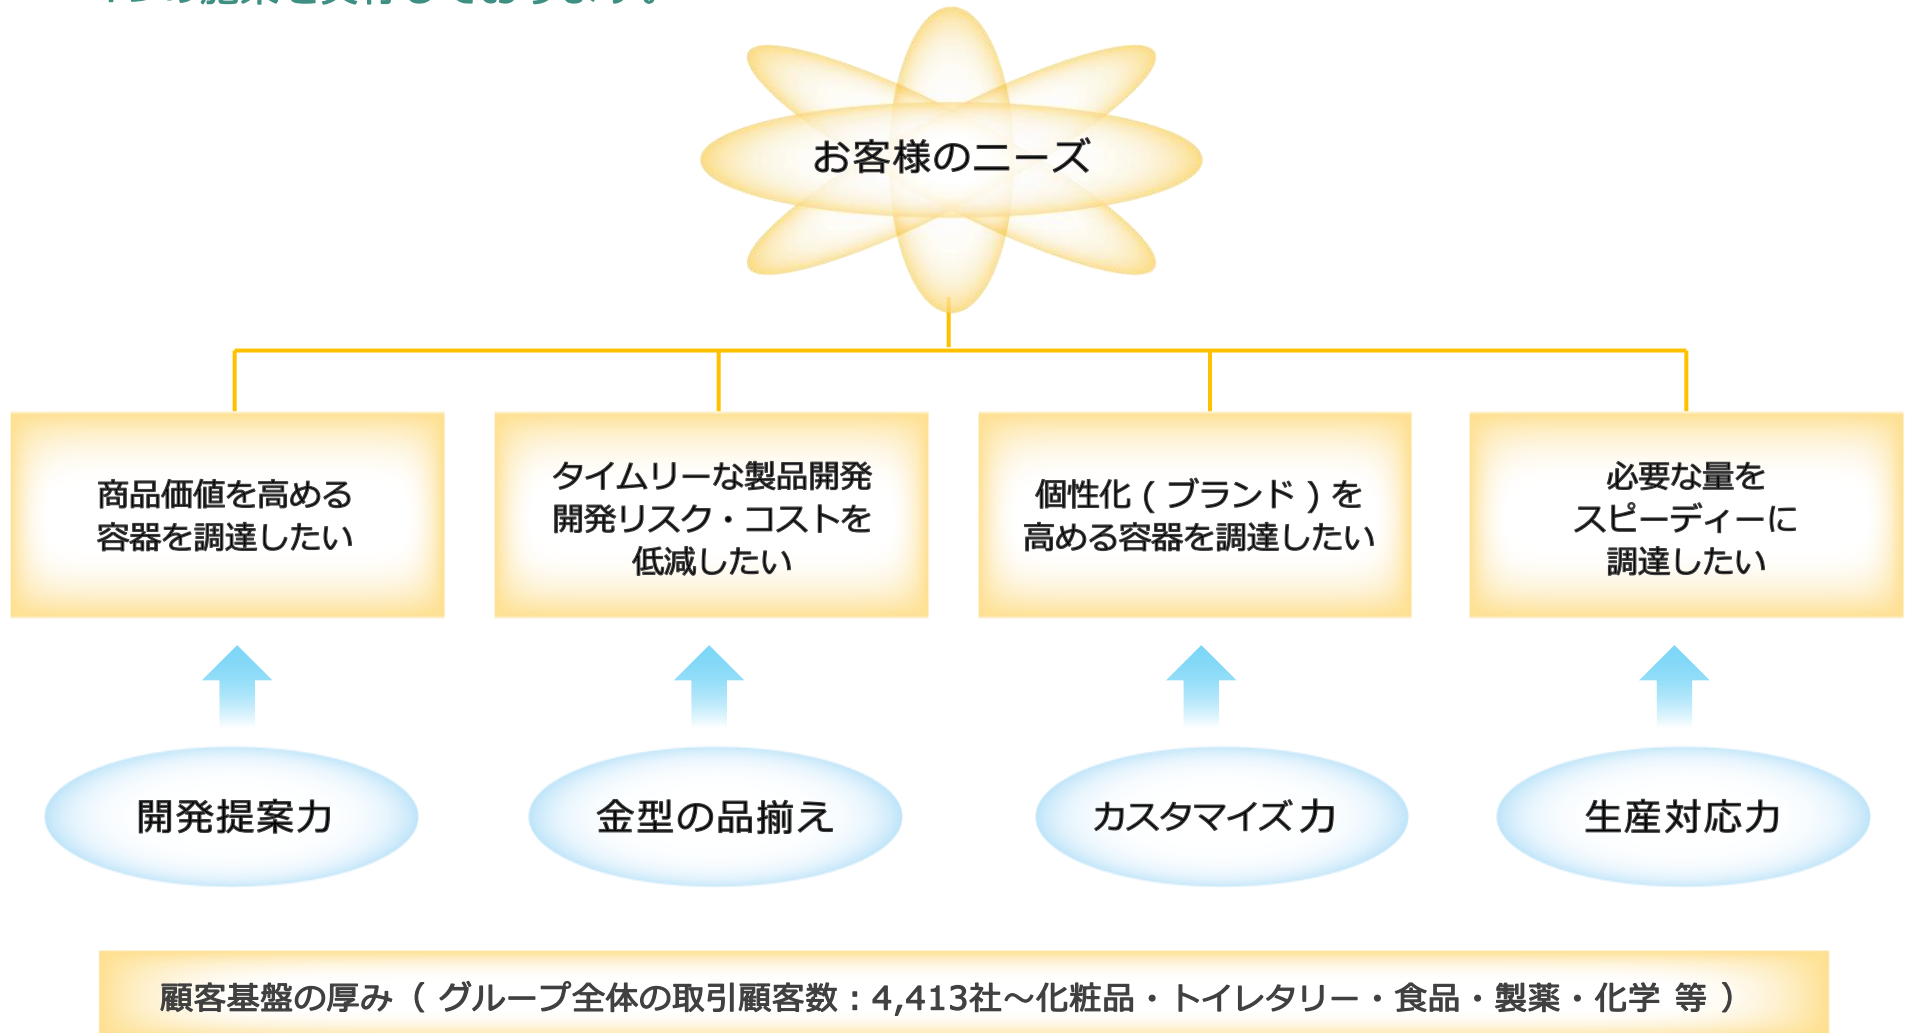 お客様のニーズ
商品価値を高める
容器を調達したい
タイムリーな製品開発
開発リスク・コストを
低減したい
個性化(ブランド)を
高める容器を調達したい
必要な量を
スピーディーに
調達したい
開発提案力
金型の品揃え
カスタマイズ力
生産対応力
顧客基盤の厚み(グループ全体の取引顧客数:4,413社～化粧品・トイレタリー・食品・製薬・化学 等)